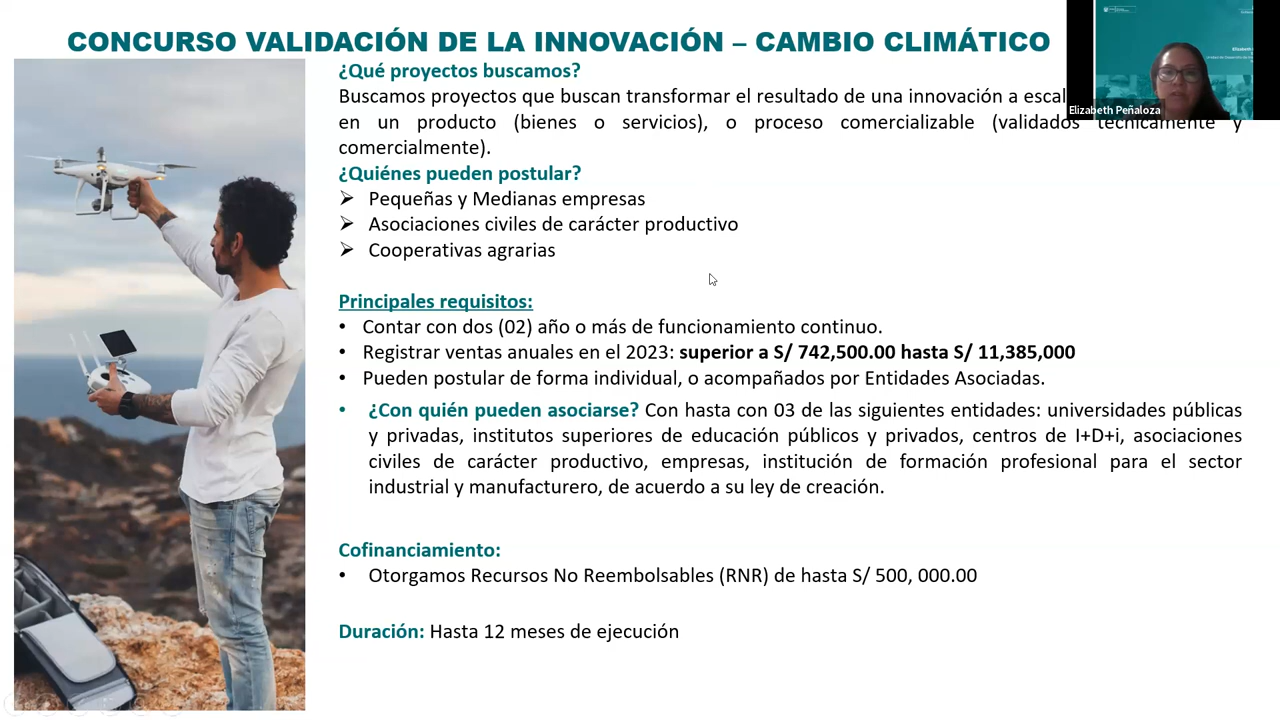 CONCURSO VALIDACIÓN DE LA INNOVACIÓN – CAMBIO CLIMÁTICO
¿Qué proyectos buscamos?
Buscamos proyectos que buscan transformar el resultado de una innovación a escal
en un producto (bienes o servicios), o proceso comercializable (validados técnicamente y
comercialmente).
¿Quiénes pueden postular?
➢ Pequeñas y Medianas empresas
➢ Asociaciones civiles de carácter productivo
➢ Cooperativas agrarias
Principales requisitos:
• Contar con dos (02) año o más de funcionamiento continuo.
• Registrar ventas anuales en el 2023: superior a S/ 742,500.00 hasta S/ 11,385,000
• Pueden postular de forma individual, o acompañados por Entidades Asociadas.
• ¿Con quién pueden asociarse? Con hasta con 03 de las siguientes entidades: universidades públicas
y privadas, institutos superiores de educación públicos y privados, centros de I+D+i, asociaciones
civiles de carácter productivo, empresas, institución de formación profesional para el sector
industrial y manufacturero, de acuerdo a su ley de creación.
Cofinanciamiento:
• Otorgamos Recursos No Reembolsables (RNR) de hasta S/ 500, 000.00
Duración: Hasta 12 meses de ejecución
Elizabeth Peñaloza